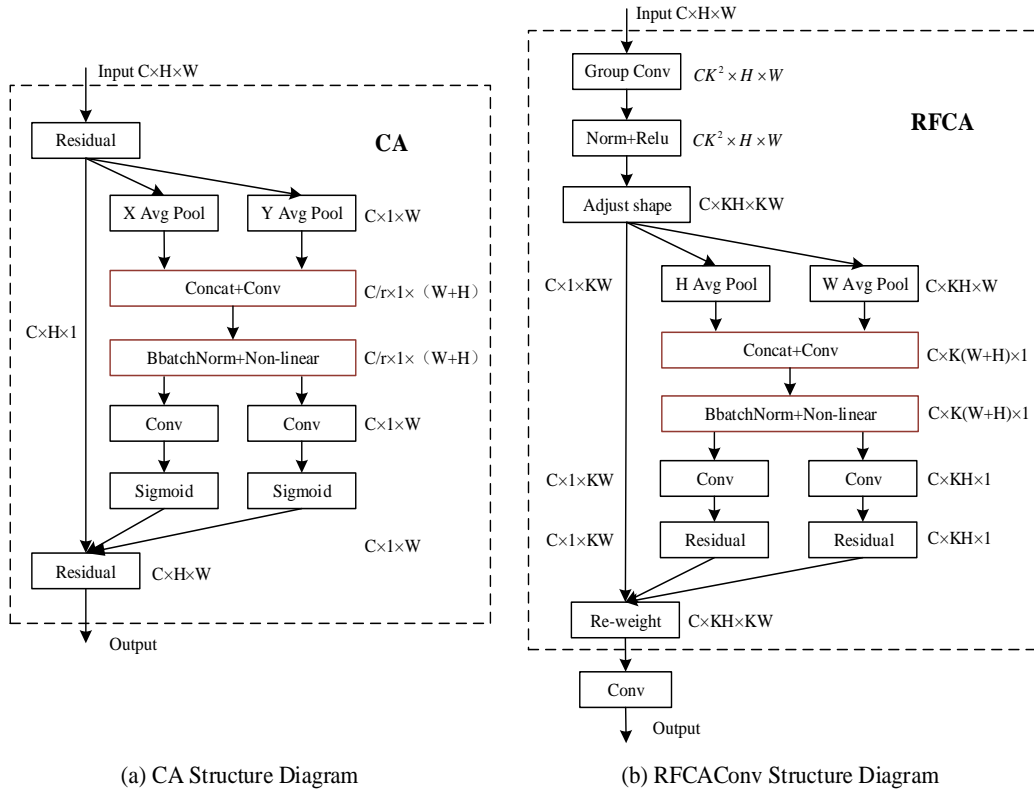 Input C×H×W
CA
Residual
X Avg Pool
Y Avg Pool
C×1×W
Concat+Conv
C/r×1×（W+H）
C×H×1
BbatchNorm+Non-linear
C/r×1×（W+H）
Conv
Conv
C×1×W
Sigmoid
Sigmoid
C×1×W
Residual
C×H×W
Output
(a) CA Structure Diagram
Input C×H×W
Group Conv
CK² × H × W
RFCA
Norm+Relu
CK² × H × W
Adjust shape
C×KH×KW
C×1×KW
H Avg Pool
W Avg Pool
C×KH×W
Concat+Conv
C×K(W+H)×1
BbatchNorm+Non-linear
C×K(W+H)×1
C×1×KW
Conv
Conv
C×KH×1
C×1×KW
Residual
Residual
C×KH×1
Re-weight
C×KH×KW
Conv
Output
(b) RFCAConv Structure Diagram